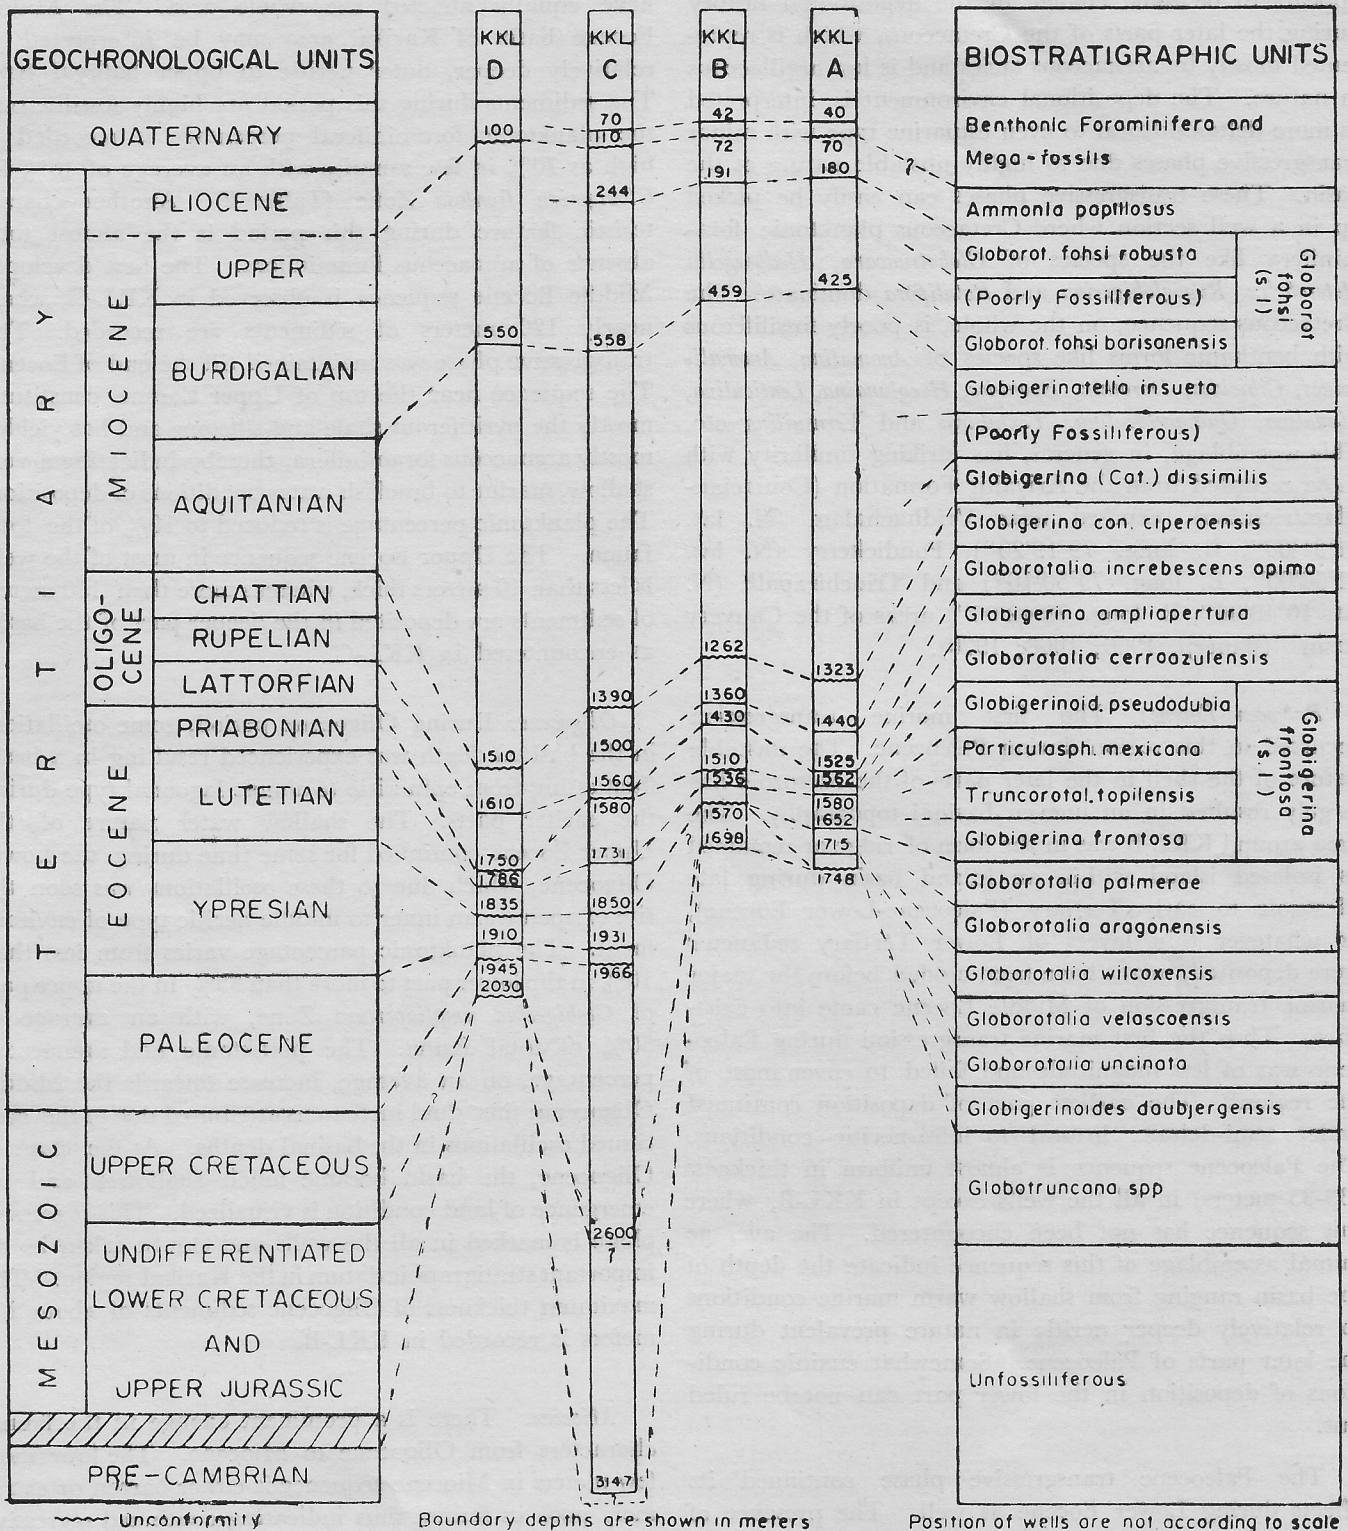 GEOCHRONOLOGICAL UNITS
QUATERNARY
TERTIARY
PLIOCENE
MIOCENE
UPPER
BURDIGALIAN
AQUITANIAN
OLIGO-
CENE
CHATTIAN
RUPELIAN
LATTORFIAN
EOCENE
PRIABONIAN
LUTETIAN
YPRESIAN
PALEOCENE
MESOZOIC
UPPER CRETACEOUS
UNDIFFERENTIATED
LOWER CRETACEOUS
AND
UPPER JURASSIC
PRE-CAMBRIAN
KKL
D
100
550
1510
1610
1750
1786
1835
1910
1945
2030
KKL
C
70
110
244
558
1390
1500
1560
1580
1731
1850
1931
1966
2600
?
3147
?
KKL
B
42
72
191
459
1262
1360
1430
1510
1536
1570
1698
KKL
A
40
70
180
425
1323
1440
1525
1562
1580
1652
1715
1748
?
BIOSTRATIGRAPHIC UNITS
Benthonic Foraminifera and
Mega-fossils
Ammonia papillosus
Globorot. fohsi robusta
(Poorly Fossiliferous)
Globorot. fohsi barisanensis
Globorot
fohsi
(s l)
Globigerinatella insueta
(Poorly Fossiliferous)
Globigerina (Cat.) dissimilis
Globigerina con. ciperoensis
Globorotalia increbescens opima
Globigerina ampliapertura
Globorotalia cerroazulensis
Globigerinoid. pseudodubia
Porticulasph. mexicana
Truncorotal. topilensis
Globigerina frontosa
Globigerina
frontosa
(s. l)
Globorotalia palmerae
Globorotalia aragonensis
Globorotalia wilcoxensis
Globorotalia velascoensis
Globorotalia uncinata
Globigerinoides daubjergensis
Globotruncana spp
Unfossiliferous
Unconformity
Boundary depths are shown in meters
Position of wells are not according to scale